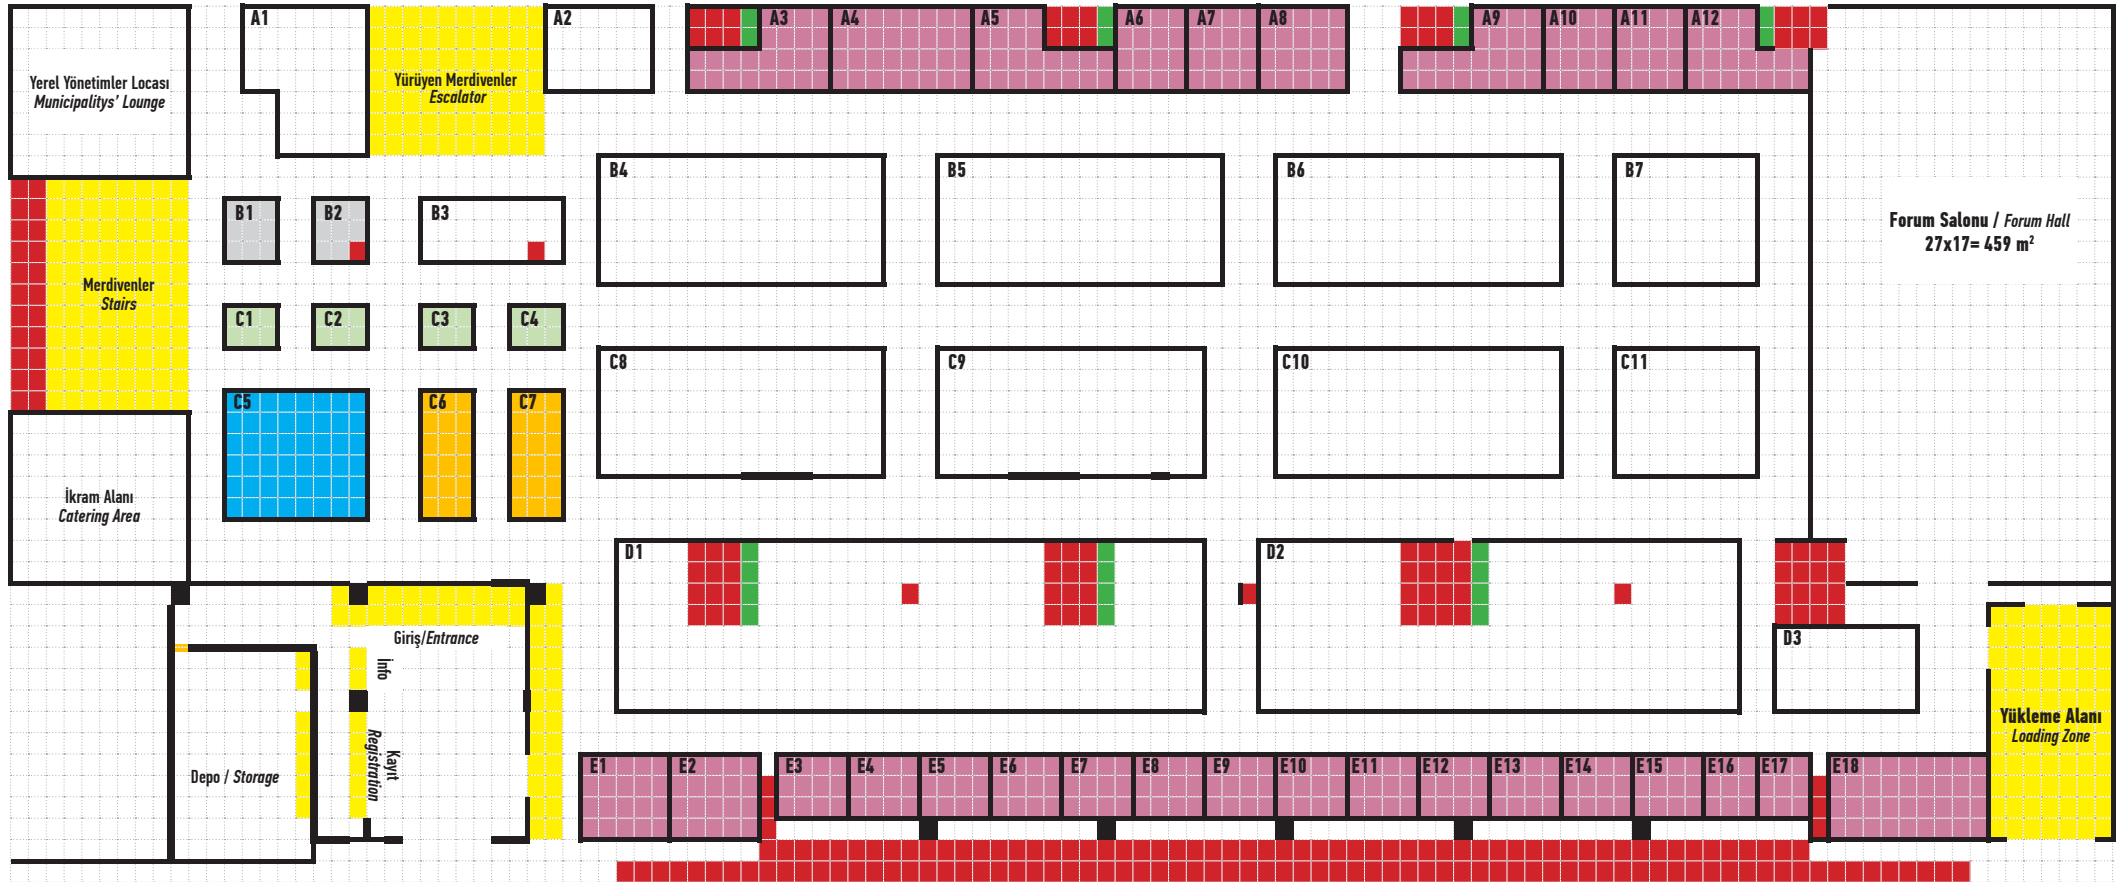 A1
A2
A3
A4
A5
A6
A7
A8
A9
A10
A11
A12
Yerel Yönetimler Locası
Municipalitys' Lounge
Yürüyen Merdivenler
Escalator
B1
B2
B3
B4
B5
B6
B7
Forum Salonu / Forum Hall
27x17= 459 m²
Merdivenler
Stairs
C1
C2
C3
C4
C5
C6
C7
C8
C9
C10
C11
İkram Alanı
Catering Area
D1
D2
D3
Giriş/Entrance
İnfo
Kayıt
Registration
Depo / Storage
Yükleme Alanı
Loading Zone
E1
E2
E3
E4
E5
E6
E7
E8
E9
E10
E11
E12
E13
E14
E15
E16
E17
E18